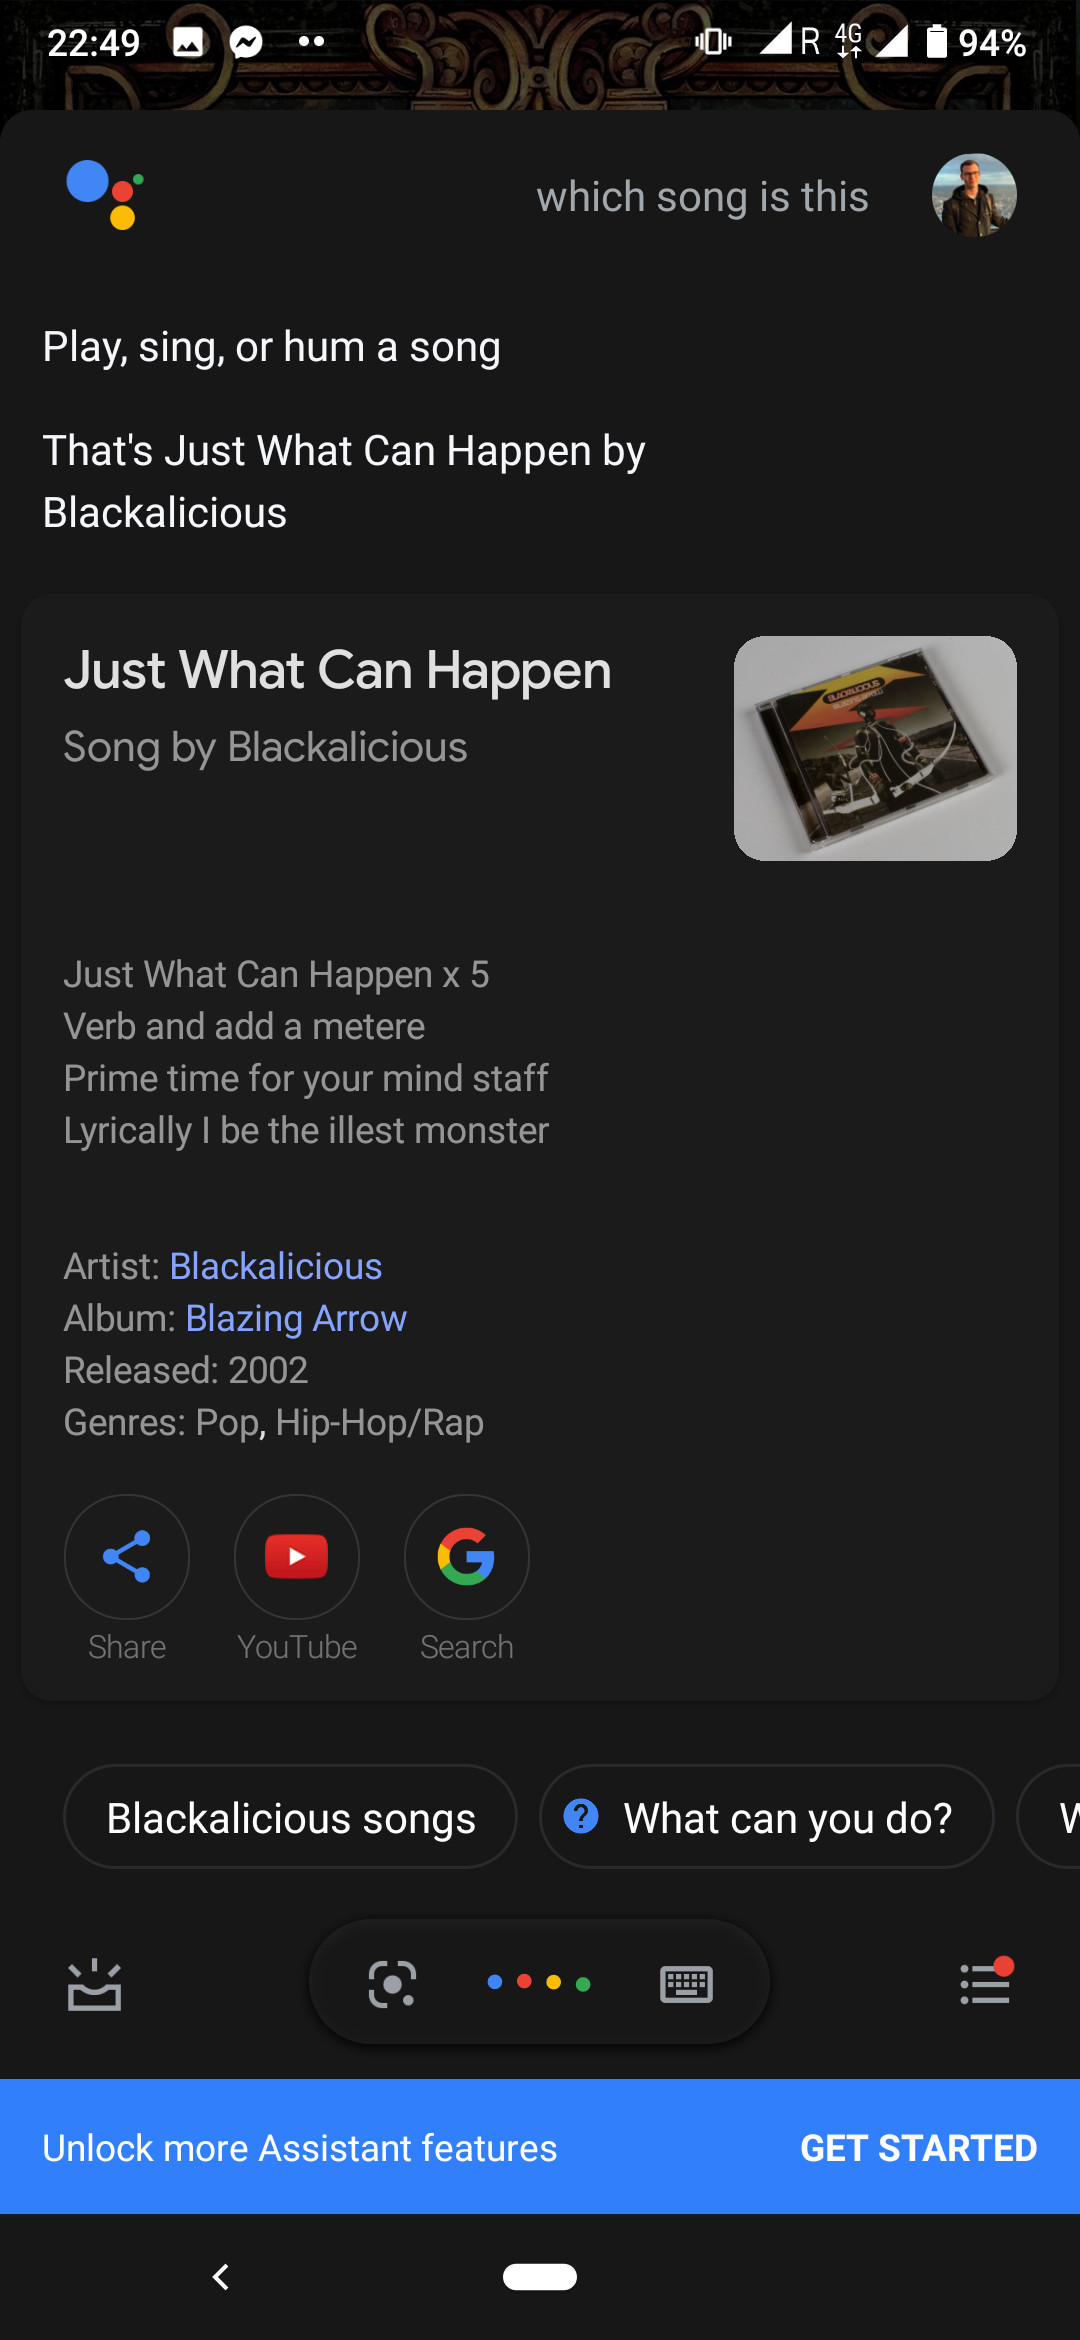 22:49 R 4G 94%
which song is this
Play, sing, or hum a song
That's Just What Can Happen by
Blackalicious
Just What Can Happen
Song by Blackalicious
BLACKALICIOUS
BLAZING ARROW
Just What Can Happen x 5
Verb and add a metere
Prime time for your mind staff
Lyrically I be the illest monster
Artist: Blackalicious
Album: Blazing Arrow
Released: 2002
Genres: Pop, Hip-Hop/Rap
Share YouTube Search
Blackalicious songs What can you do? W
Unlock more Assistant features GET STARTED